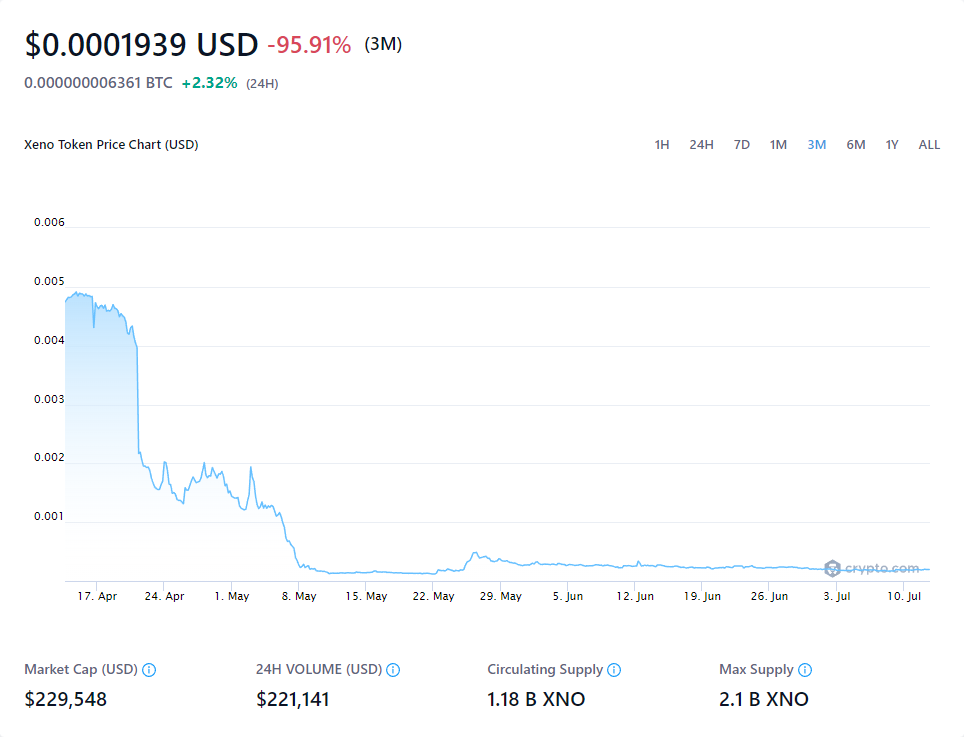 $0.0001939 USD -95.91% (3M)
0.000000006361 BTC +2.32% (24H)
Xeno Token Price Chart (USD) 1H 24H 7D 1M 3M 6M 1Y ALL
0.006
0.005
0.004
0.003
0.002
0.001
crypto.com
17. Apr 24. Apr 1. May 8. May 15. May 22. May 29. May 5. Jun 12. Jun 19. Jun 26. Jun 3. Jul 10. Jul
Market Cap (USD) 24H VOLUME (USD) Circulating Supply Max Supply
$229,548 $221,141 1.18 B XNO 2.1 B XNO